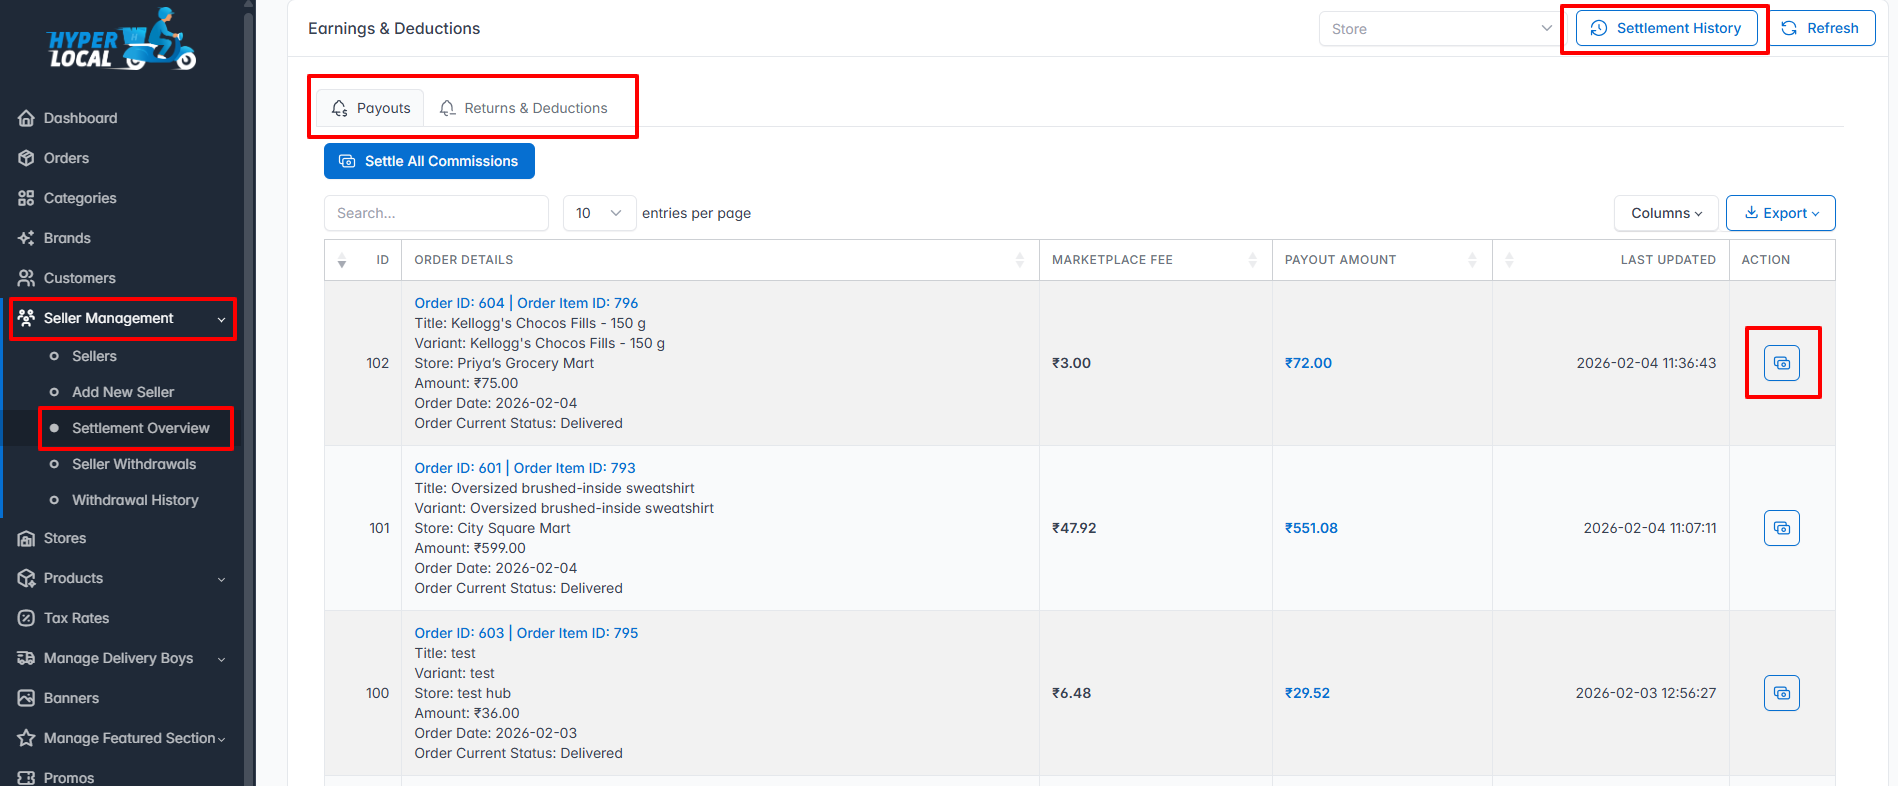 HYPER
LOCAL
Dashboard
Orders
Categories
Brands
Customers
Seller Management
Sellers
Add New Seller
Settlement Overview
Seller Withdrawals
Withdrawal History
Stores
Products
Tax Rates
Manage Delivery Boys
Banners
Manage Featured Section
Promos
Earnings & Deductions
Store
Settlement History
Refresh
Payouts
Returns & Deductions
Settle All Commissions
Search...
10
entries per page
Columns
Export
ID
ORDER DETAILS
MARKETPLACE FEE
PAYOUT AMOUNT
LAST UPDATED
ACTION
102
Order ID: 604 | Order Item ID: 796
Title: Kellogg's Chocos Fills - 150 g
Variant: Kellogg's Chocos Fills - 150 g
Store: Priya's Grocery Mart
Amount: ₹75.00
Order Date: 2026-02-04
Order Current Status: Delivered
₹3.00
₹72.00
2026-02-04 11:36:43
101
Order ID: 601 | Order Item ID: 793
Title: Oversized brushed-inside sweatshirt
Variant: Oversized brushed-inside sweatshirt
Store: City Square Mart
Amount: ₹599.00
Order Date: 2026-02-04
Order Current Status: Delivered
₹47.92
₹551.08
2026-02-04 11:07:11
100
Order ID: 603 | Order Item ID: 795
Title: test
Variant: test
Store: test hub
Amount: ₹36.00
Order Date: 2026-02-03
Order Current Status: Delivered
₹6.48
₹29.52
2026-02-03 12:56:27